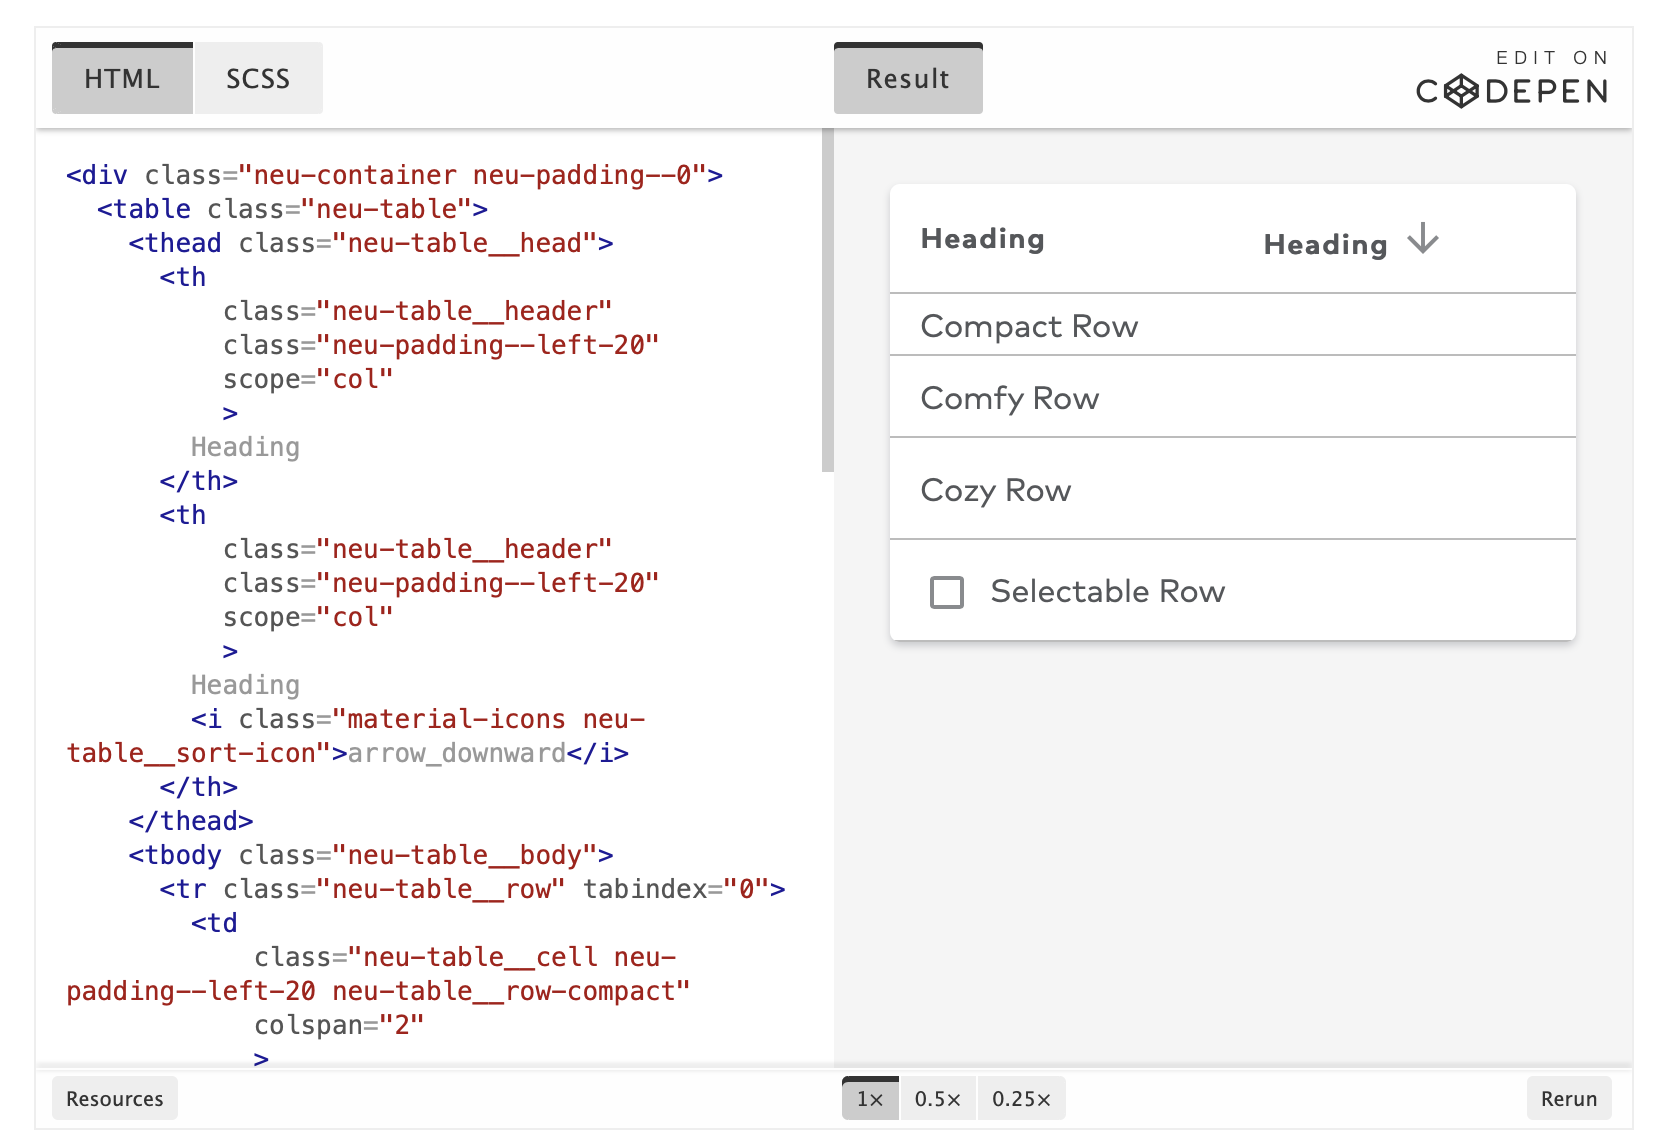 HTML
SCSS
Result
EDIT ON
CODEPEN
<div class="neu-container neu-padding--0">
<table class="neu-table">
<thead class="neu-table__head">
<th
class="neu-table__header"
class="neu-padding--left-20"
scope="col"
>
Heading
</th>
<th
class="neu-table__header"
class="neu-padding--left-20"
scope="col"
>
Heading
<i class="material-icons neu-
table__sort-icon">arrow_downward</i>
</th>
</thead>
<tbody class="neu-table__body">
<tr class="neu-table__row" tabindex="0">
<td
class="neu-table__cell neu-
padding--left-20 neu-table__row-compact"
colspan="2"
>
Heading
Heading
Compact Row
Comfy Row
Cozy Row
Selectable Row
Resources
1×
0.5×
0.25×
Rerun